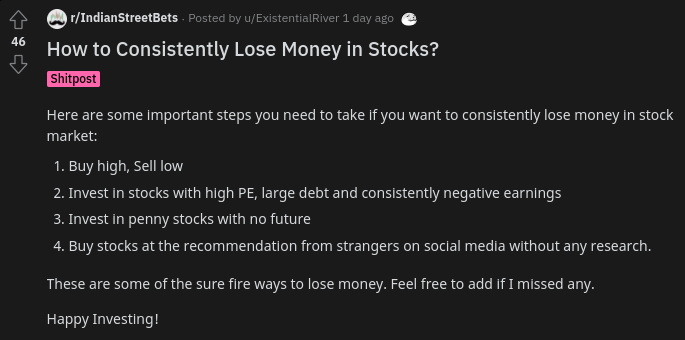 r/IndianStreetBets · Posted by u/ExistentialRiver 1 day ago
46
How to Consistently Lose Money in Stocks?
Shitpost
Here are some important steps you need to take if you want to consistently lose money in stock
market:
1. Buy high, Sell low
2. Invest in stocks with high PE, large debt and consistently negative earnings
3. Invest in penny stocks with no future
4. Buy stocks at the recommendation from strangers on social media without any research.
These are some of the sure fire ways to lose money. Feel free to add if I missed any.
Happy Investing!